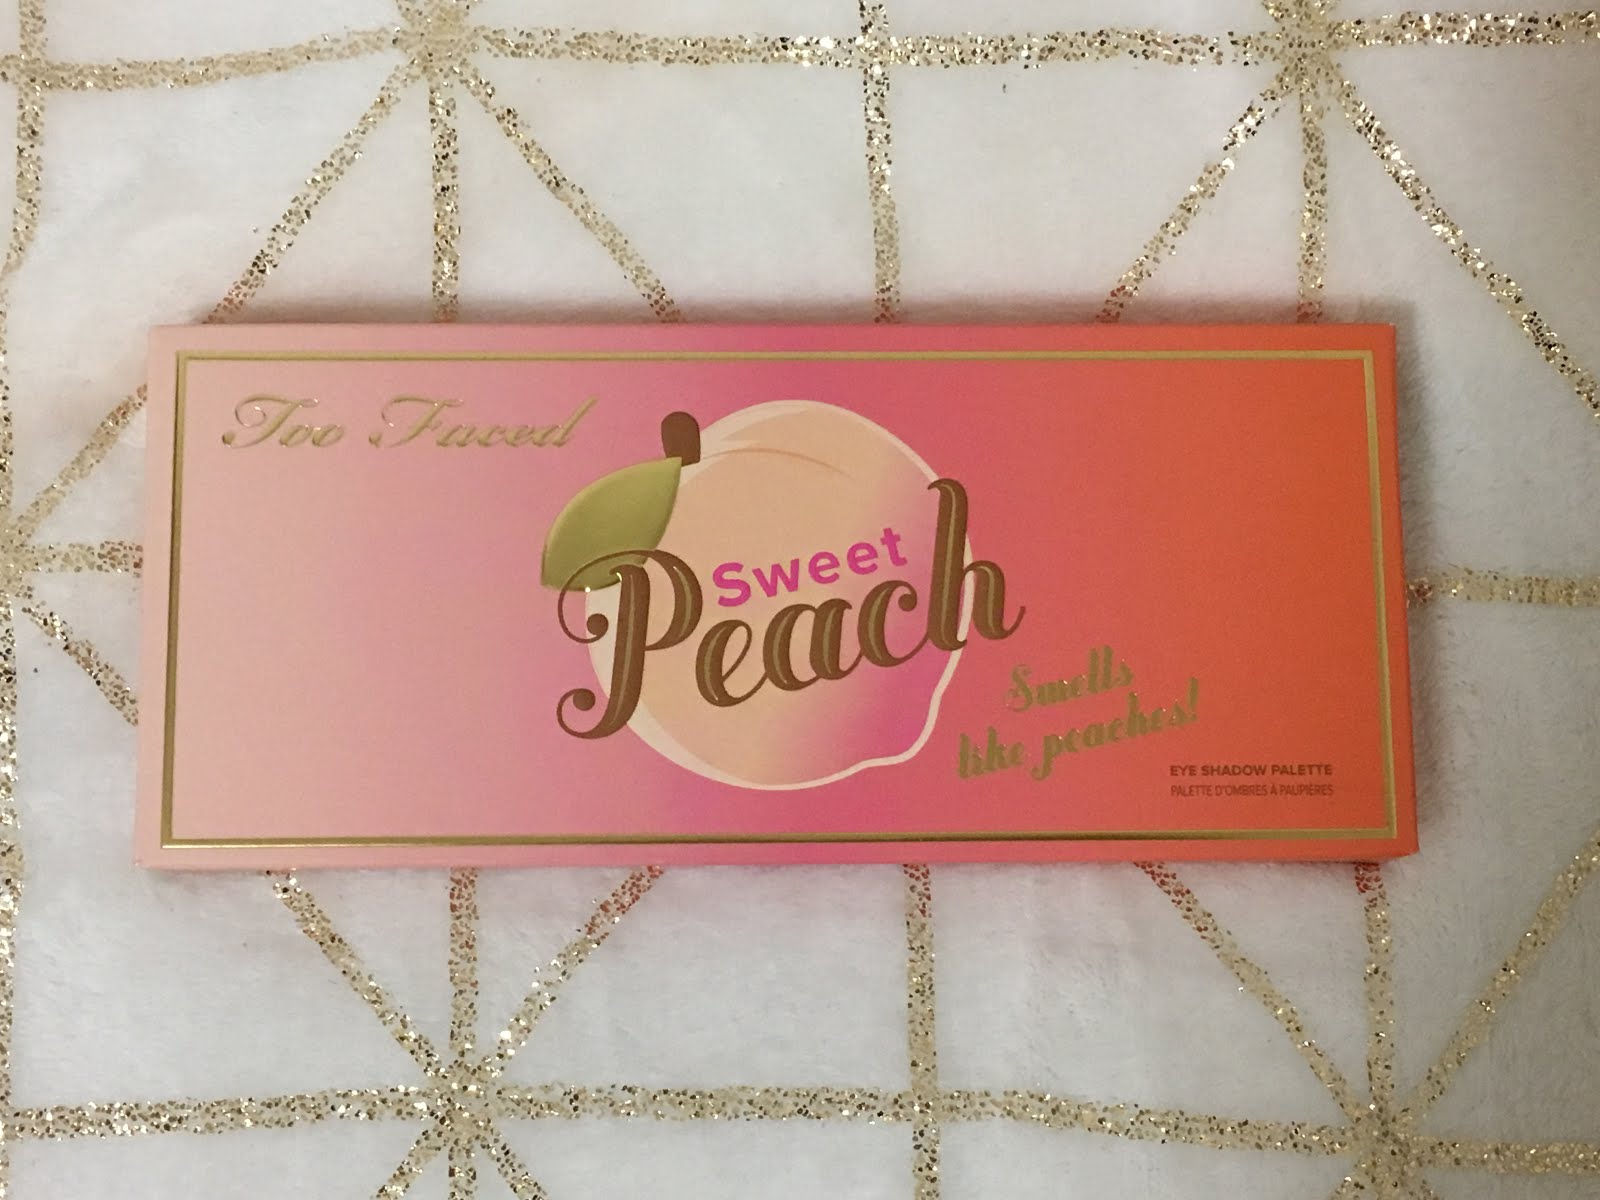 Too Faced
Sweet
Peach
Smells
like peaches!
EYE SHADOW PALETTE
PALETTE D'OMBRES À PAUPIÈRES